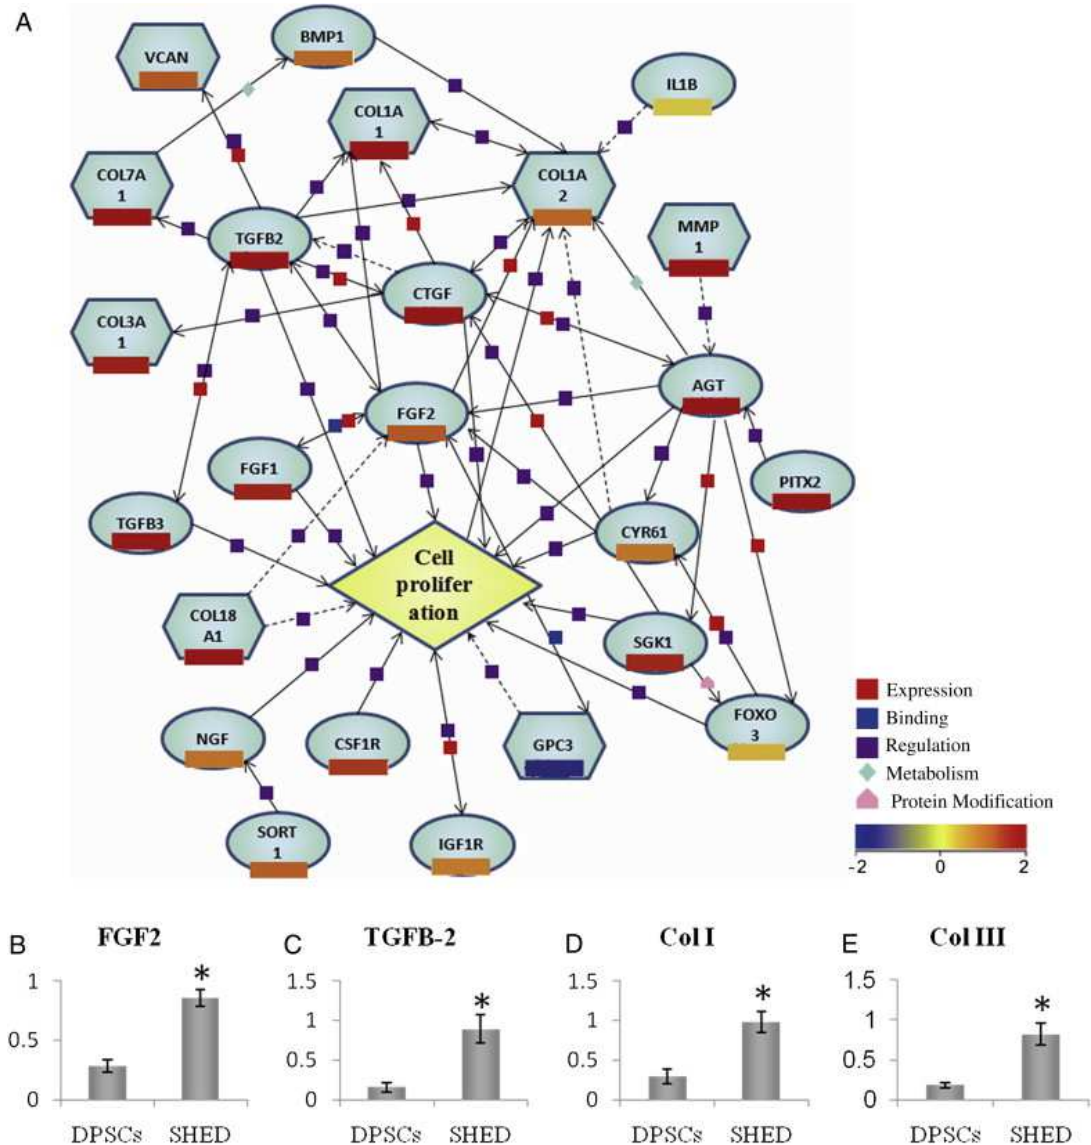 A
VCAN
BMP1
IL1B
COL1A
1
COL7A
1
COL1A
2
TGFB2
MMP
1
CTGF
COL3A
1
AGT
FGF2
FGF1
PITX2
TGFB3
CYR61
Cell
prolifer
ation
COL18
A1
SGK1
FOXO
3
NGF
CSF1R
GPC3
SORT
1
IGF1R
Expression
Binding
Regulation
Metabolism
Protein Modification
-2 0 2
B FGF2
1
0.5
0
*
DPSCs SHED
C TGFB-2
1.5
1
0.5
0
*
DPSCs SHED
D Col I
1.5
1
0.5
0
*
DPSCs SHED
E Col III
1.5
1
0.5
0
*
DPSCs SHED